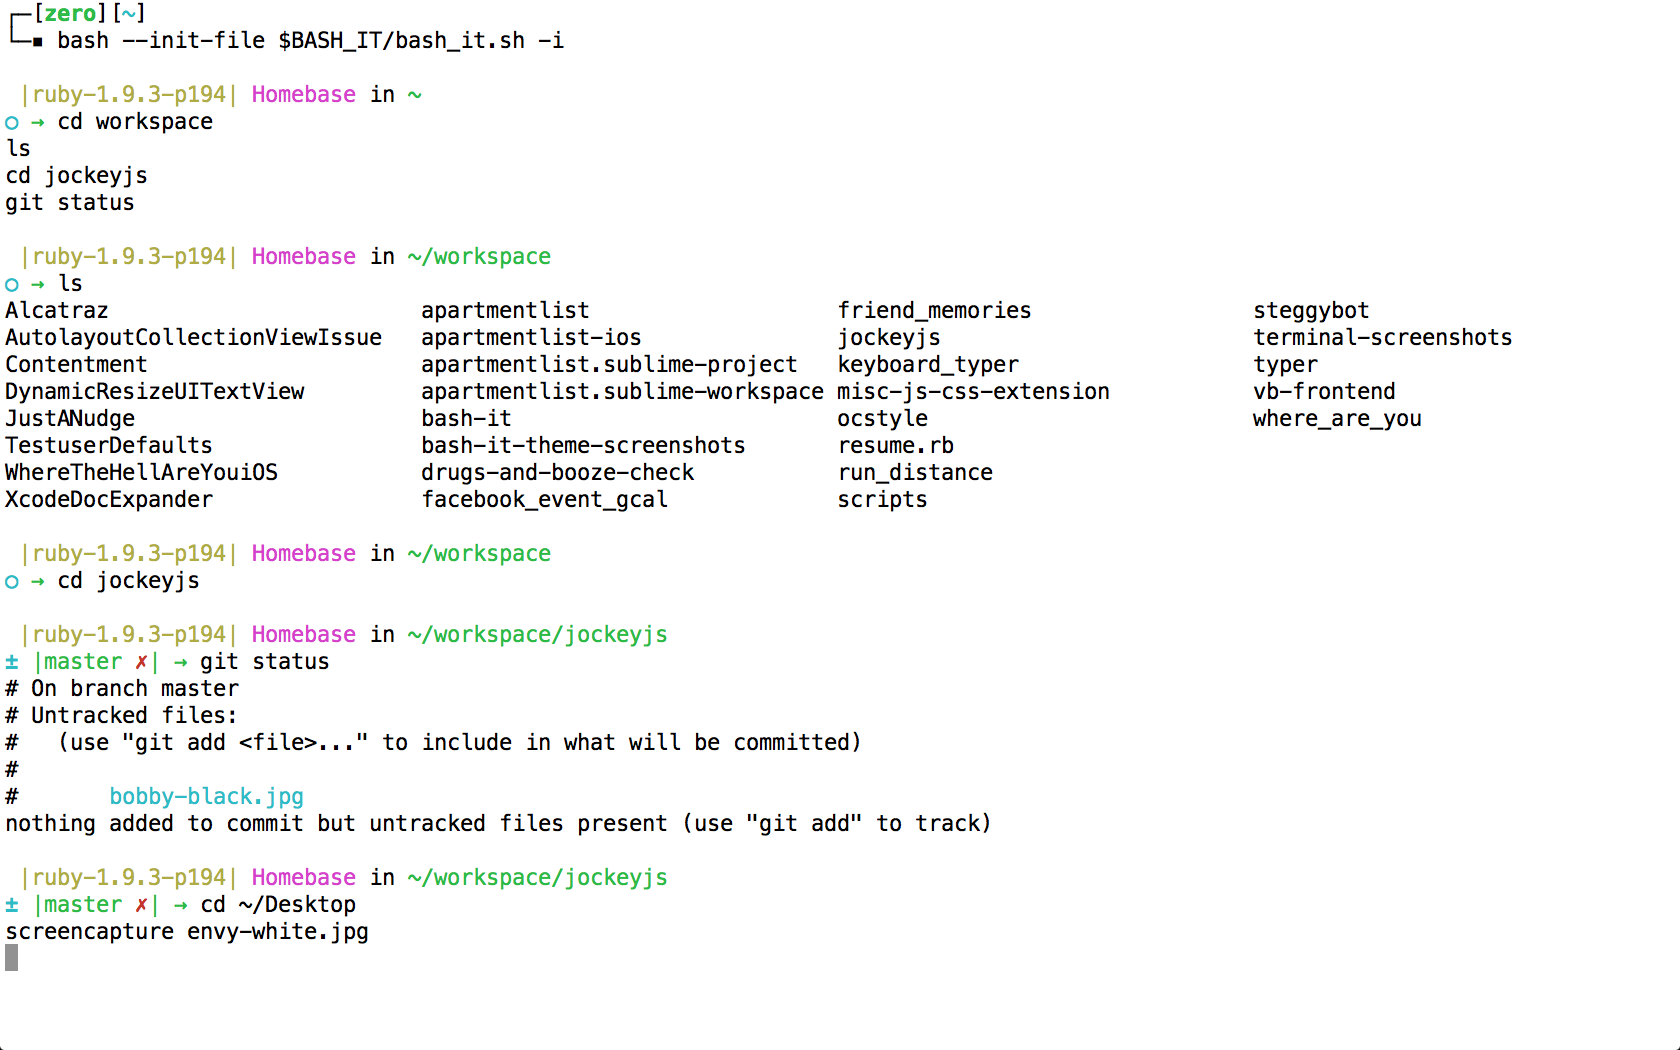 ┌─[zero][~]
└─▪ bash --init-file $BASH_IT/bash_it.sh -i
|ruby-1.9.3-p194| Homebase in ~
○ → cd workspace
ls
cd jockeyjs
git status
|ruby-1.9.3-p194| Homebase in ~/workspace
○ → ls
Alcatraz apartmentlist friend_memories steggybot
AutolayoutCollectionViewIssue apartmentlist-ios jockeyjs terminal-screenshots
Contentment apartmentlist.sublime-project keyboard_typer typer
DynamicResizeUITextView apartmentlist.sublime-workspace misc-js-css-extension vb-frontend
JustANudge bash-it ocstyle where_are_you
TestuserDefaults bash-it-theme-screenshots resume.rb
WhereTheHellAreYouiOS drugs-and-booze-check run_distance
XcodeDocExpander facebook_event_gcal scripts
|ruby-1.9.3-p194| Homebase in ~/workspace
○ → cd jockeyjs
|ruby-1.9.3-p194| Homebase in ~/workspace/jockeyjs
± |master ✗| → git status
# On branch master
# Untracked files:
#   (use "git add <file>..." to include in what will be committed)
#
#       bobby-black.jpg
nothing added to commit but untracked files present (use "git add" to track)
|ruby-1.9.3-p194| Homebase in ~/workspace/jockeyjs
± |master ✗| → cd ~/Desktop
screencapture envy-white.jpg